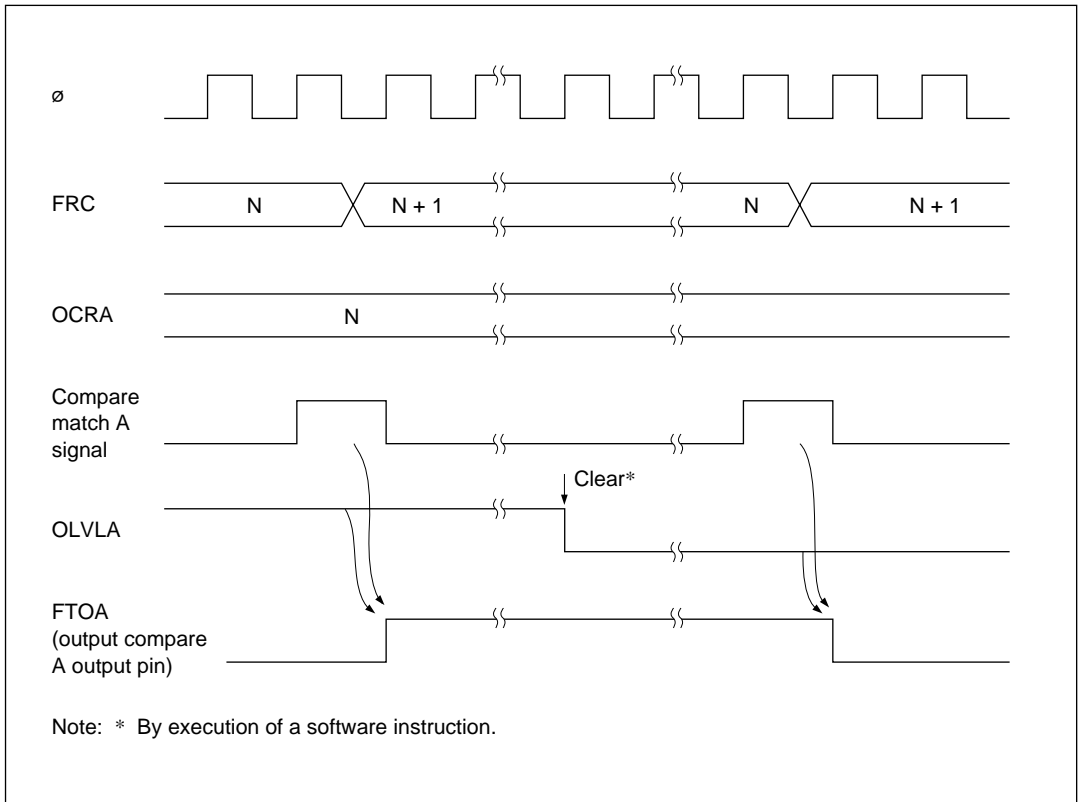 ø
FRC
N
N + 1
N
N + 1
OCRA
N
Compare
match A
signal
Clear*
OLVLA
FTOA
(output compare
A output pin)
Note: * By execution of a software instruction.